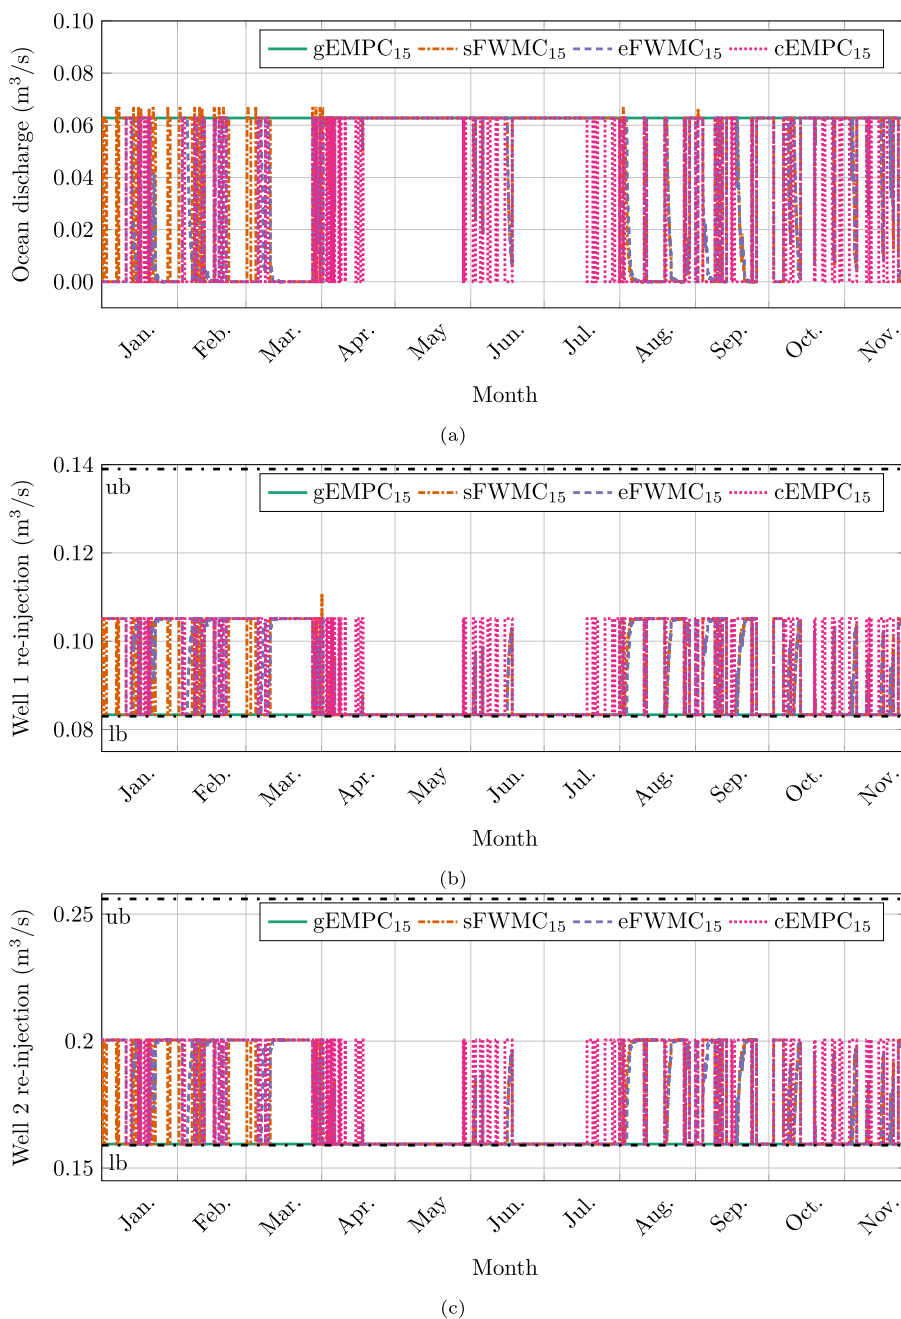 0.10
0.08
0.06
0.04
0.02
0.00
Ocean discharge (m³/s)
gEMPC₁₅ sFWMC₁₅ eFWMC₁₅ cEMPC₁₅
Jan. Feb. Mar. Apr. May Jun. Jul. Aug. Sep. Oct. Nov.
Month
(a)
0.14
0.12
0.10
0.08
Well 1 re-injection (m³/s)
ub
gEMPC₁₅ sFWMC₁₅ eFWMC₁₅ cEMPC₁₅
lb
Jan. Feb. Mar. Apr. May Jun. Jul. Aug. Sep. Oct. Nov.
Month
(b)
0.25
0.2
0.15
Well 2 re-injection (m³/s)
ub
gEMPC₁₅ sFWMC₁₅ eFWMC₁₅ cEMPC₁₅
lb
Jan. Feb. Mar. Apr. May Jun. Jul. Aug. Sep. Oct. Nov.
Month
(c)